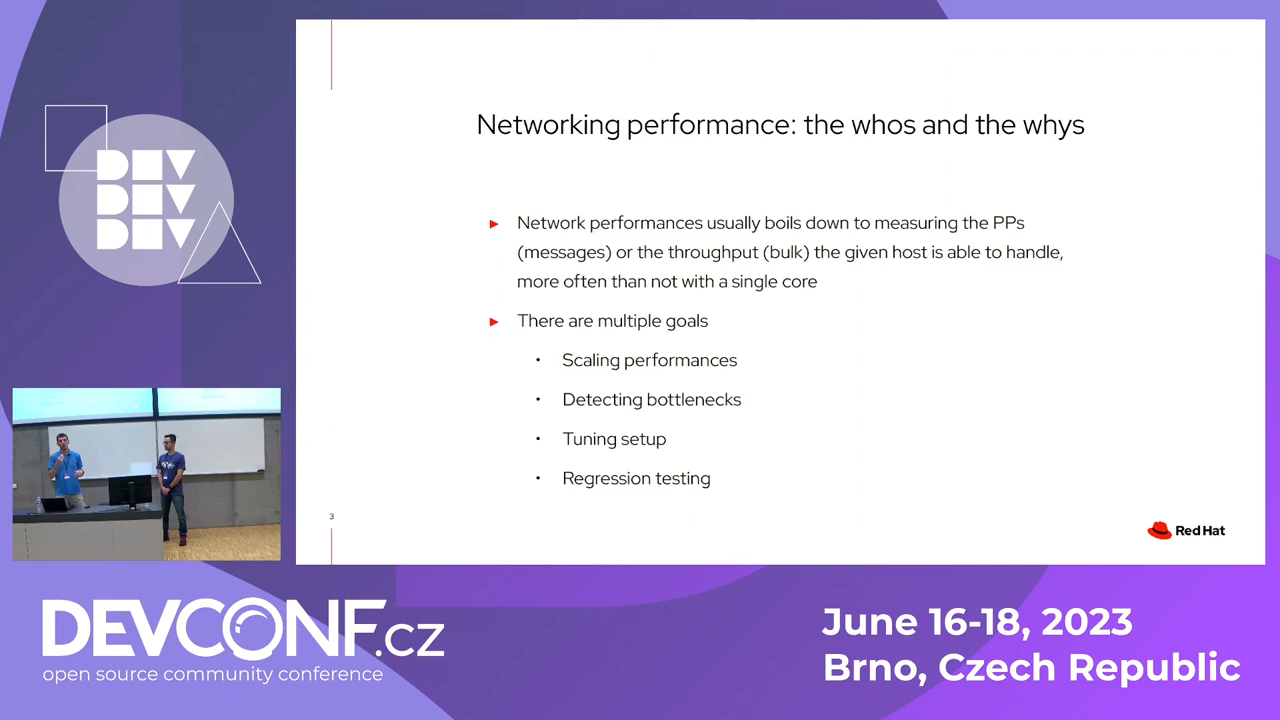 DEV
DEV
DEV
Networking performance: the whos and the whys
► Network performances usually boils down to measuring the PPs
(messages) or the throughput (bulk) the given host is able to handle,
more often than not with a single core
► There are multiple goals
• Scaling performances
• Detecting bottlenecks
• Tuning setup
• Regression testing
3
Red Hat
DEVCONF.cz
open source community conference
June 16-18, 2023
Brno, Czech Republic